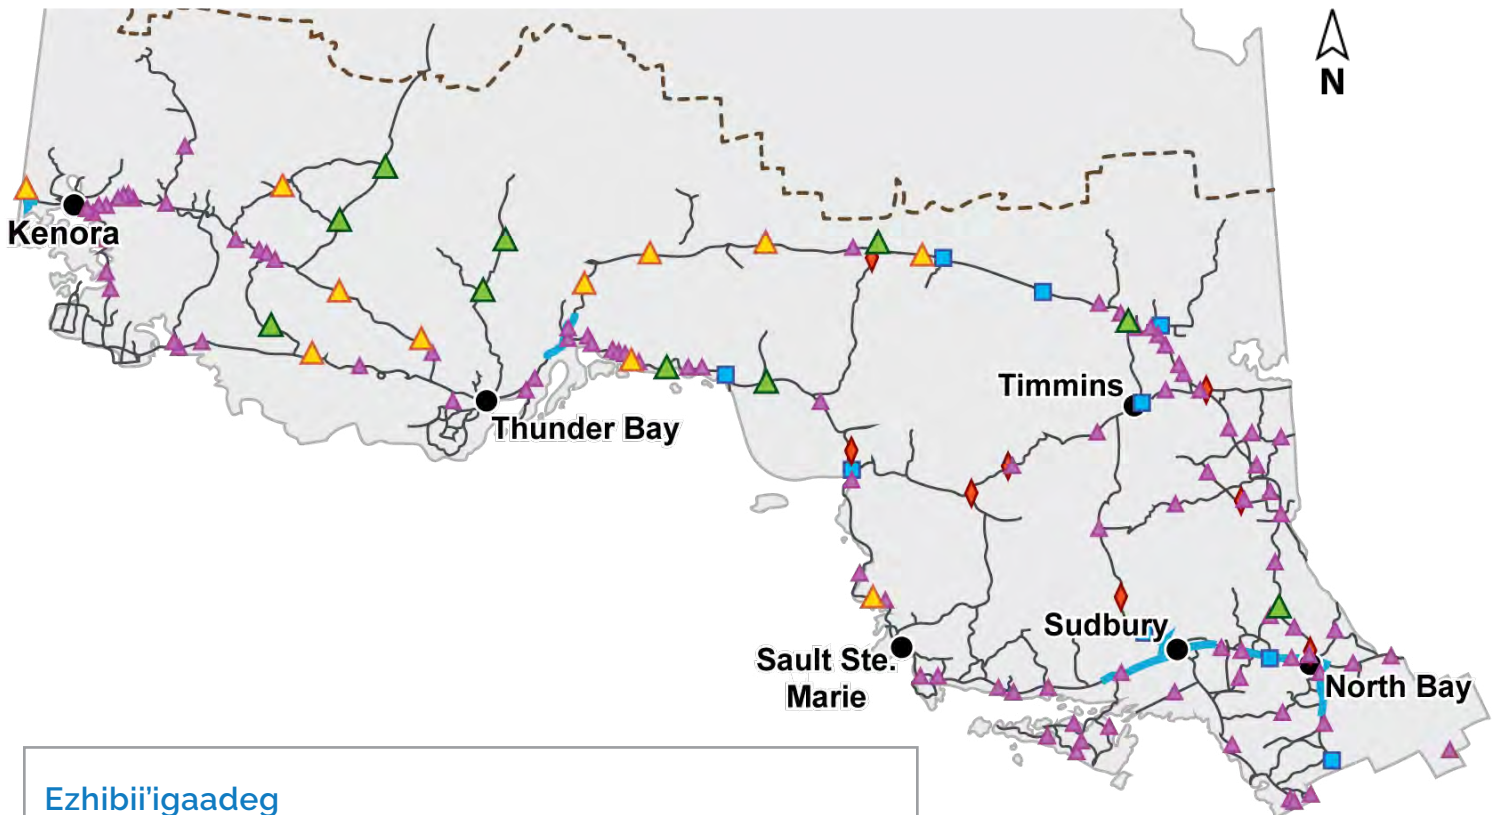 N
Kenora
Timmins
Thunder Bay
Sudbury
Sault Ste.
Marie
North Bay
Ezhibii'igaadeg